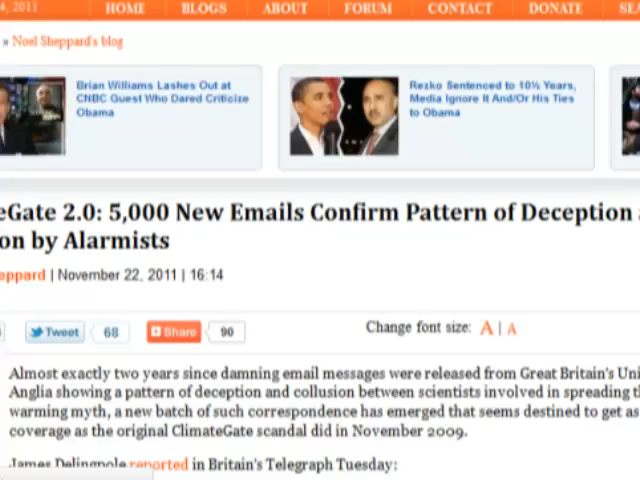 4, 2011 HOME BLOGS ABOUT FORUM CONTACT DONATE SEA
» Noel Sheppard's blog
Brian Williams Lashes Out at
CNBC Guest Who Dared Criticize
Obama
Rezko Sentenced to 10½ Years,
Media Ignore It And/Or His Ties
to Obama
eGate 2.0: 5,000 New Emails Confirm Pattern of Deception
on by Alarmists
eppard | November 22, 2011 | 16:14
Tweet 68 Share 90
Change font size: A | A
Almost exactly two years since damning email messages were released from Great Britain's Uni
Anglia showing a pattern of deception and collusion between scientists involved in spreading t
warming myth, a new batch of such correspondence has emerged that seems destined to get as
coverage as the original ClimateGate scandal did in November 2009.
James Delingpole reported in Britain's Telegraph Tuesday: